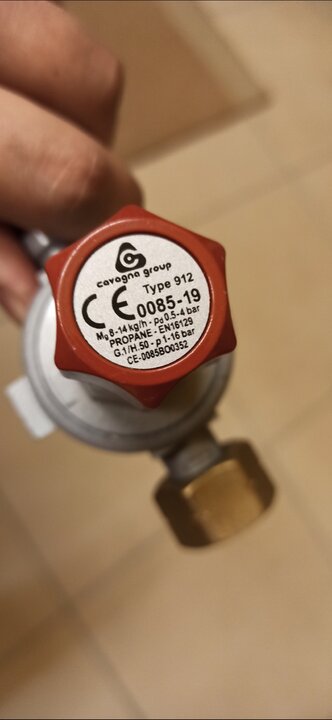 cavagna group
Type 912
CE 0085-19
Mg 8-14 kg/h - pd 0.5-4 bar
PROPANE - EN16129
G.1/H.50 - p 1-16 bar
CE-0085BO0352